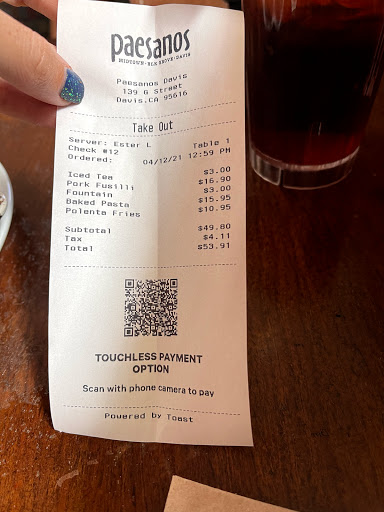 paesanos
MIDTOWN • ELK GROVE • DAVIS
Paesanos Davis
139 G Street
Davis,CA 95616
Take Out
Server: Ester L Table 1
Check #12
Ordered: 04/12/21 12:59 PM
Iced Tea $3.00
Pork Fusilli $16.90
Fountain $3.00
Baked Pasta $15.95
Polenta Fries $10.95
Subtotal $49.80
Tax $4.11
Total $53.91
TOUCHLESS PAYMENT
OPTION
Scan with phone camera to pay
Powered by Toast